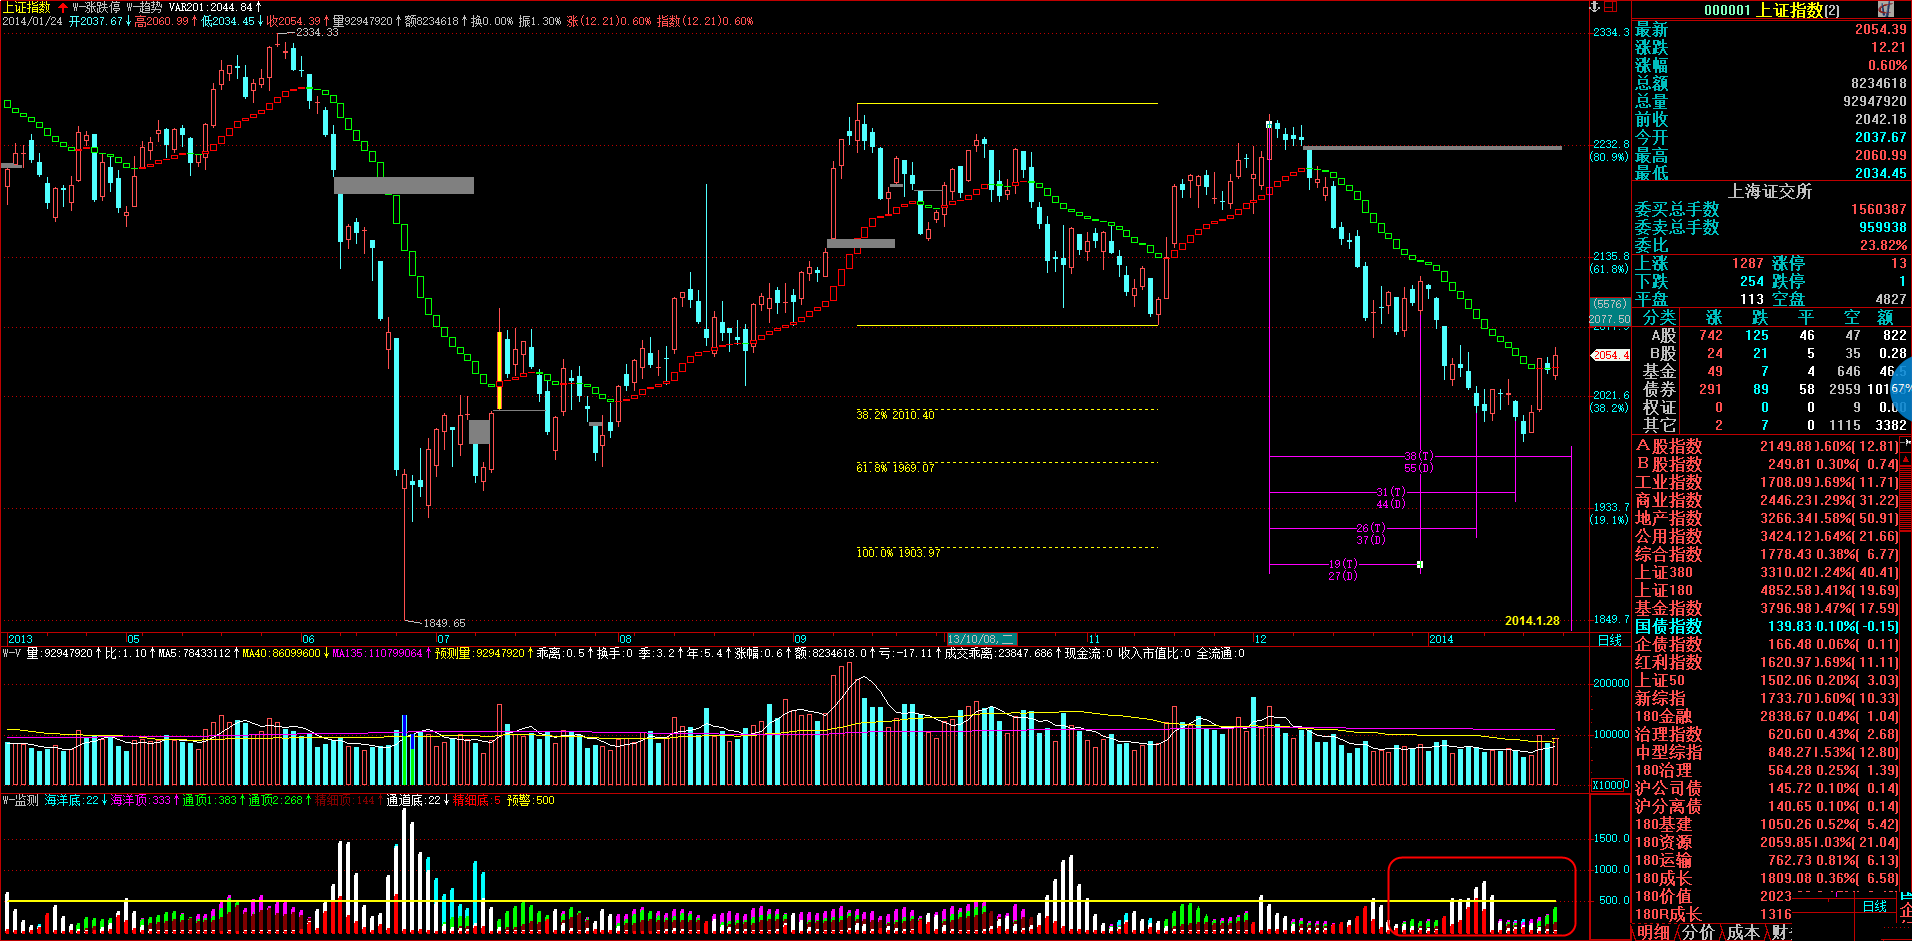 上证指数 ↑ W-涨跌停 W-趋势 VAR201:2044.84↑
2014/01/24 开2037.67↓高2060.99↑低2034.45↓收2054.39↑量92947920↑额8234618↑换0.00% 振1.30% 涨(12.21)0.60% 指数(12.21)0.60%
2334.33
1849.65
38.2% 2010.40
61.8% 1969.07
100.0% 1903.97
38(T)
55(D)
31(T)
44(D)
26(T)
37(D)
19(T)
27(D)
2014.1.28
2334.3
2232.8
(80.9%)
2135.8
(61.8%)
(5576)
2077.50
2054.4
2021.6
(38.2%)
1933.7
(19.1%)
1849.7
2013 05 06 07 08 09 13/10/08,二 11 12 2014 日线
W-V 量:92947920↑比:1.10↑MA5:78433112↑MA40:86099600↓MA135:110799064↑预测量:92947920↑乖离:0.5↑换手:0 季:3.2↑年:5.4↑涨幅:0.6↑额:8234618.0↑亏:-17.11↑成交乖离:23847.686↑现金流:0 收入市值比:0 全流通:0
200000
100000
X10000
W-监测 海洋底:22↓海洋顶:333↑通顶1:383↑通顶2:268↑精细顶:144↑通道底:22↓精细底:5 预警:500
1500.0
1000.0
500.0
000001 上证指数(2)
最新 2054.39
涨跌 12.21
涨幅 0.60%
总额 8234618
总量 92947920
前收 2042.18
今开 2037.67
最高 2060.99
最低 2034.45
上海证交所
委买总手数 1560387
委卖总手数 959938
委比 23.82%
上涨 1287 涨停 13
下跌 254 跌停 1
平盘 113 空盘 4827
分类 涨 跌 平 空 额
A股 742 125 46 47 822
B股 24 21 5 35 0.28
基金 49 7 4 646 46.5
债券 291 89 58 2959 101
67%
权证 0 0 0 9 0.00
其它 2 7 0 1115 3382
A股指数 2149.88 0.60%( 12.81)
B股指数 249.81 0.30%( 0.74)
工业指数 1708.09 0.69%( 11.71)
商业指数 2446.23 1.29%( 31.22)
地产指数 3266.34 1.58%( 50.91)
公用指数 3424.12 0.64%( 21.66)
综合指数 1778.43 0.38%( 6.77)
上证380 3310.02 1.24%( 40.41)
上证180 4852.58 0.41%( 19.69)
基金指数 3796.98 0.47%( 17.59)
国债指数 139.83 0.10%( -0.15)
企债指数 166.48 0.06%( 0.11)
红利指数 1620.97 0.69%( 11.11)
上证50 1502.06 0.20%( 3.03)
新综指 1733.70 0.60%( 10.33)
180金融 2838.67 0.04%( 1.04)
治理指数 620.60 0.43%( 2.68)
中型综指 848.27 1.53%( 12.80)
180治理 564.28 0.25%( 1.39)
沪公司债 145.72 0.10%( 0.14)
沪分离债 140.65 0.10%( 0.14)
180基建 1050.26 0.52%( 5.42)
180资源 2059.85 1.03%( 21.04)
180运输 762.73 0.81%( 6.13)
180成长 1809.08 0.36%( 6.58)
180价值 2023
180R成长 1316
日线
明细 分价 成本 财